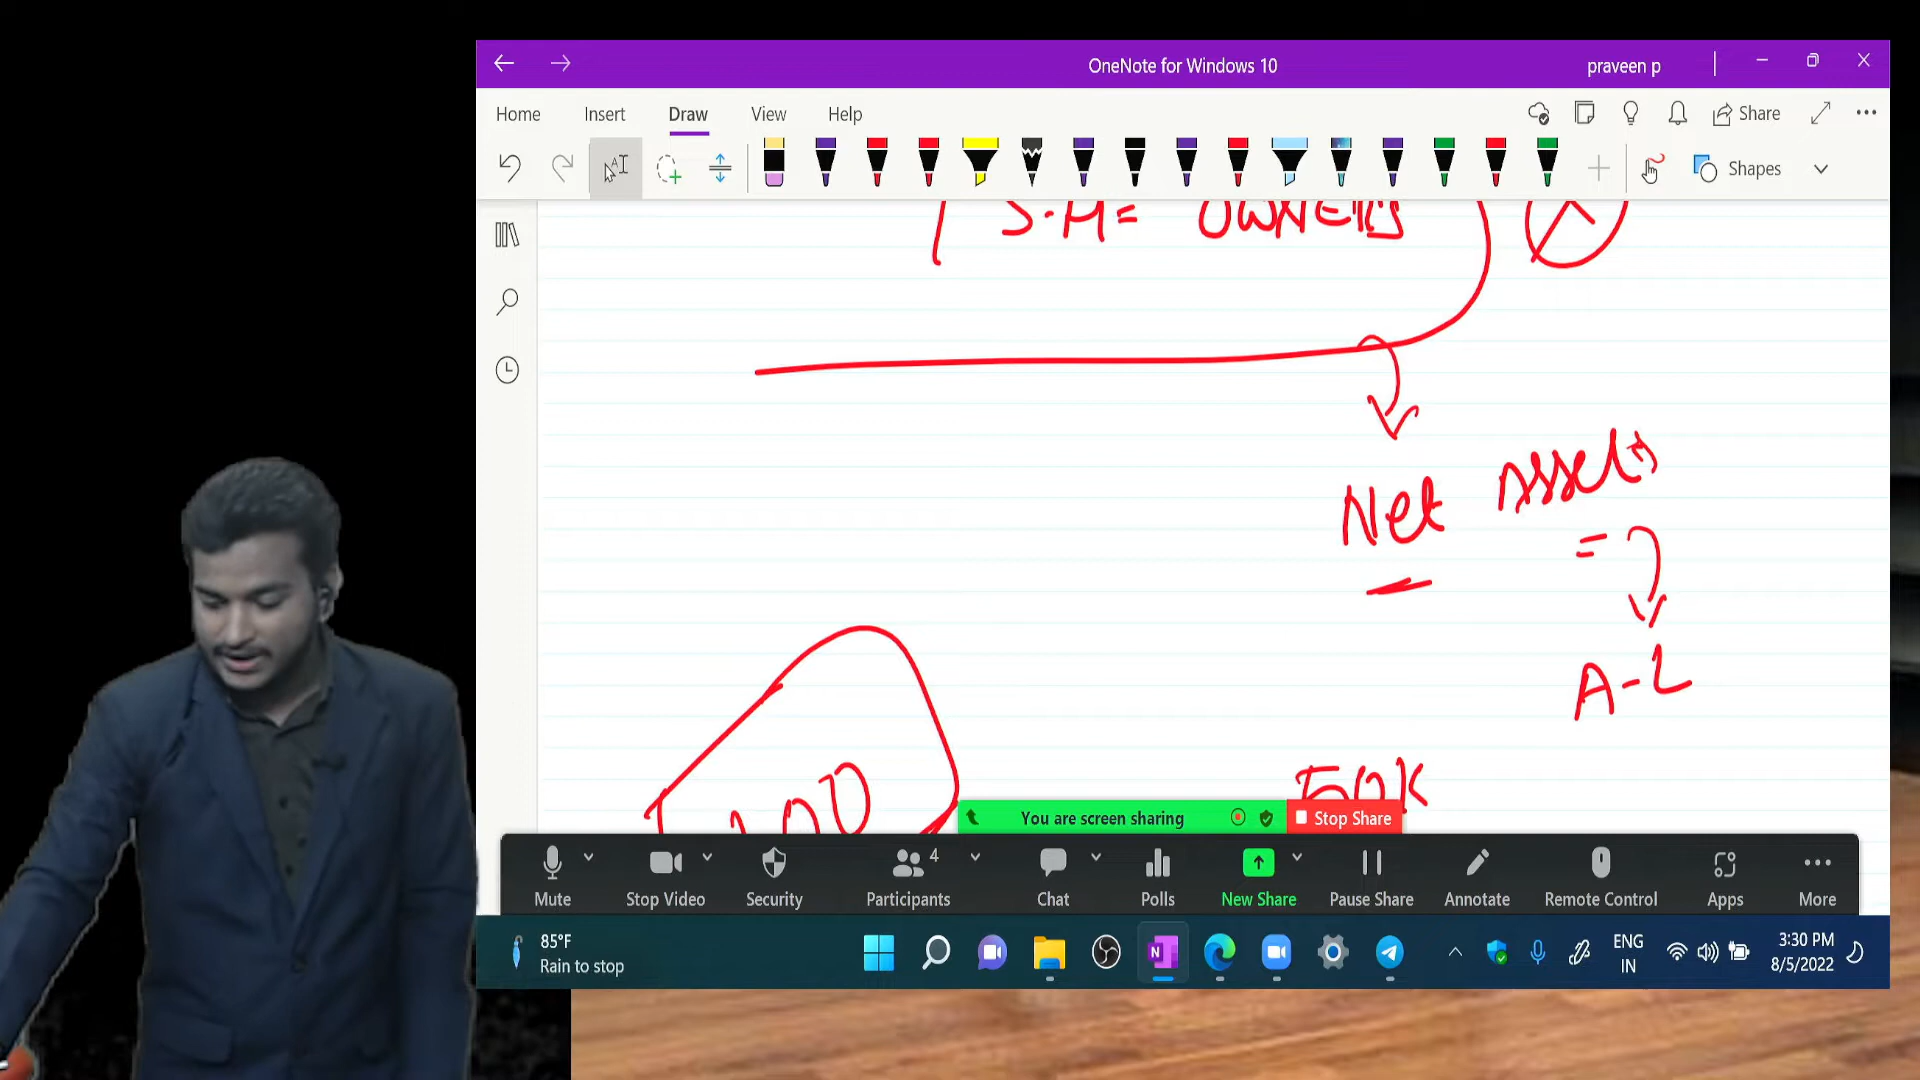 OneNote for Windows 10
praveen p
Home Insert Draw View Help
Share
Shapes
S.H = OWNERS
Net Assets
=
A-L
100
50K
You are screen sharing
Stop Share
Mute
Stop Video
Security
4
Participants
Chat
Polls
New Share
Pause Share
Annotate
Remote Control
Apps
More
85°F
Rain to stop
ENG
IN
3:30 PM
8/5/2022